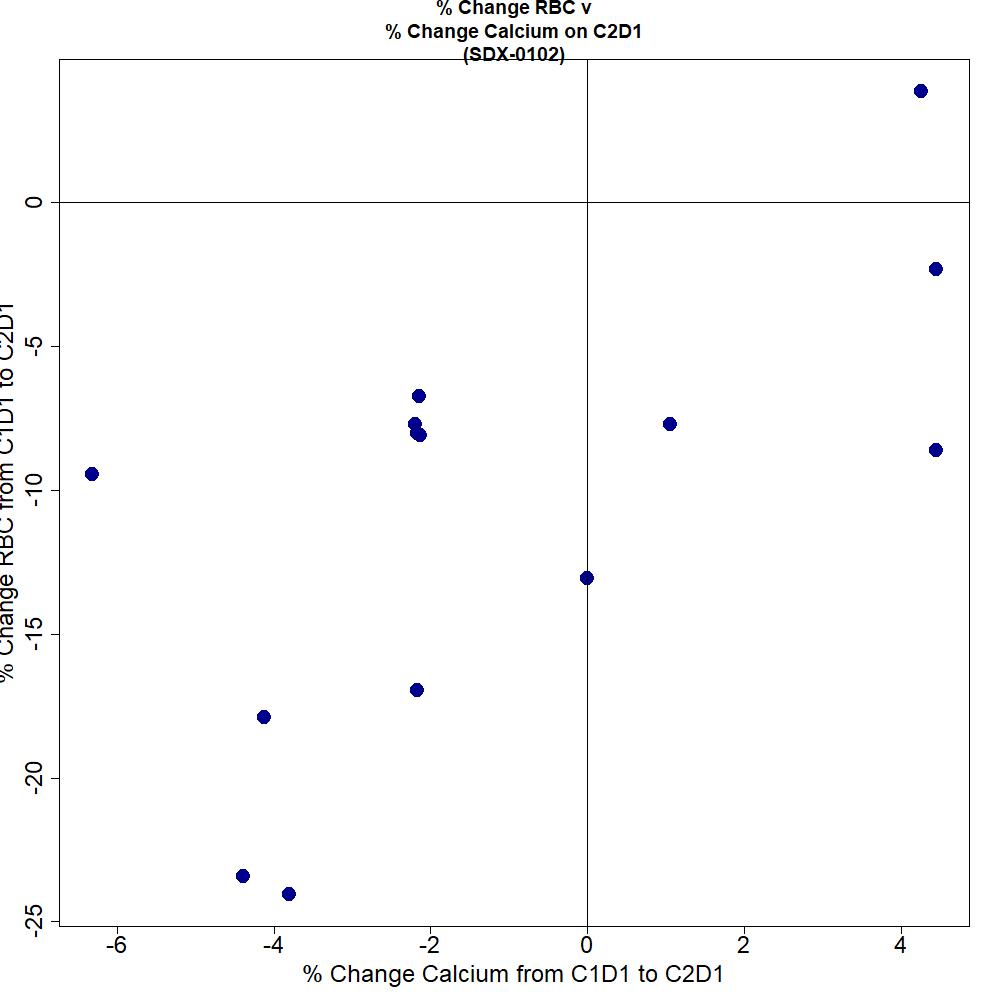 % Change RBC v
% Change Calcium on C2D1
(SDX-0102)
% Change RBC from C1D1 to C2D1
0
-5
-10
-15
-20
-25
-6
-4
-2
0
2
4
% Change Calcium from C1D1 to C2D1